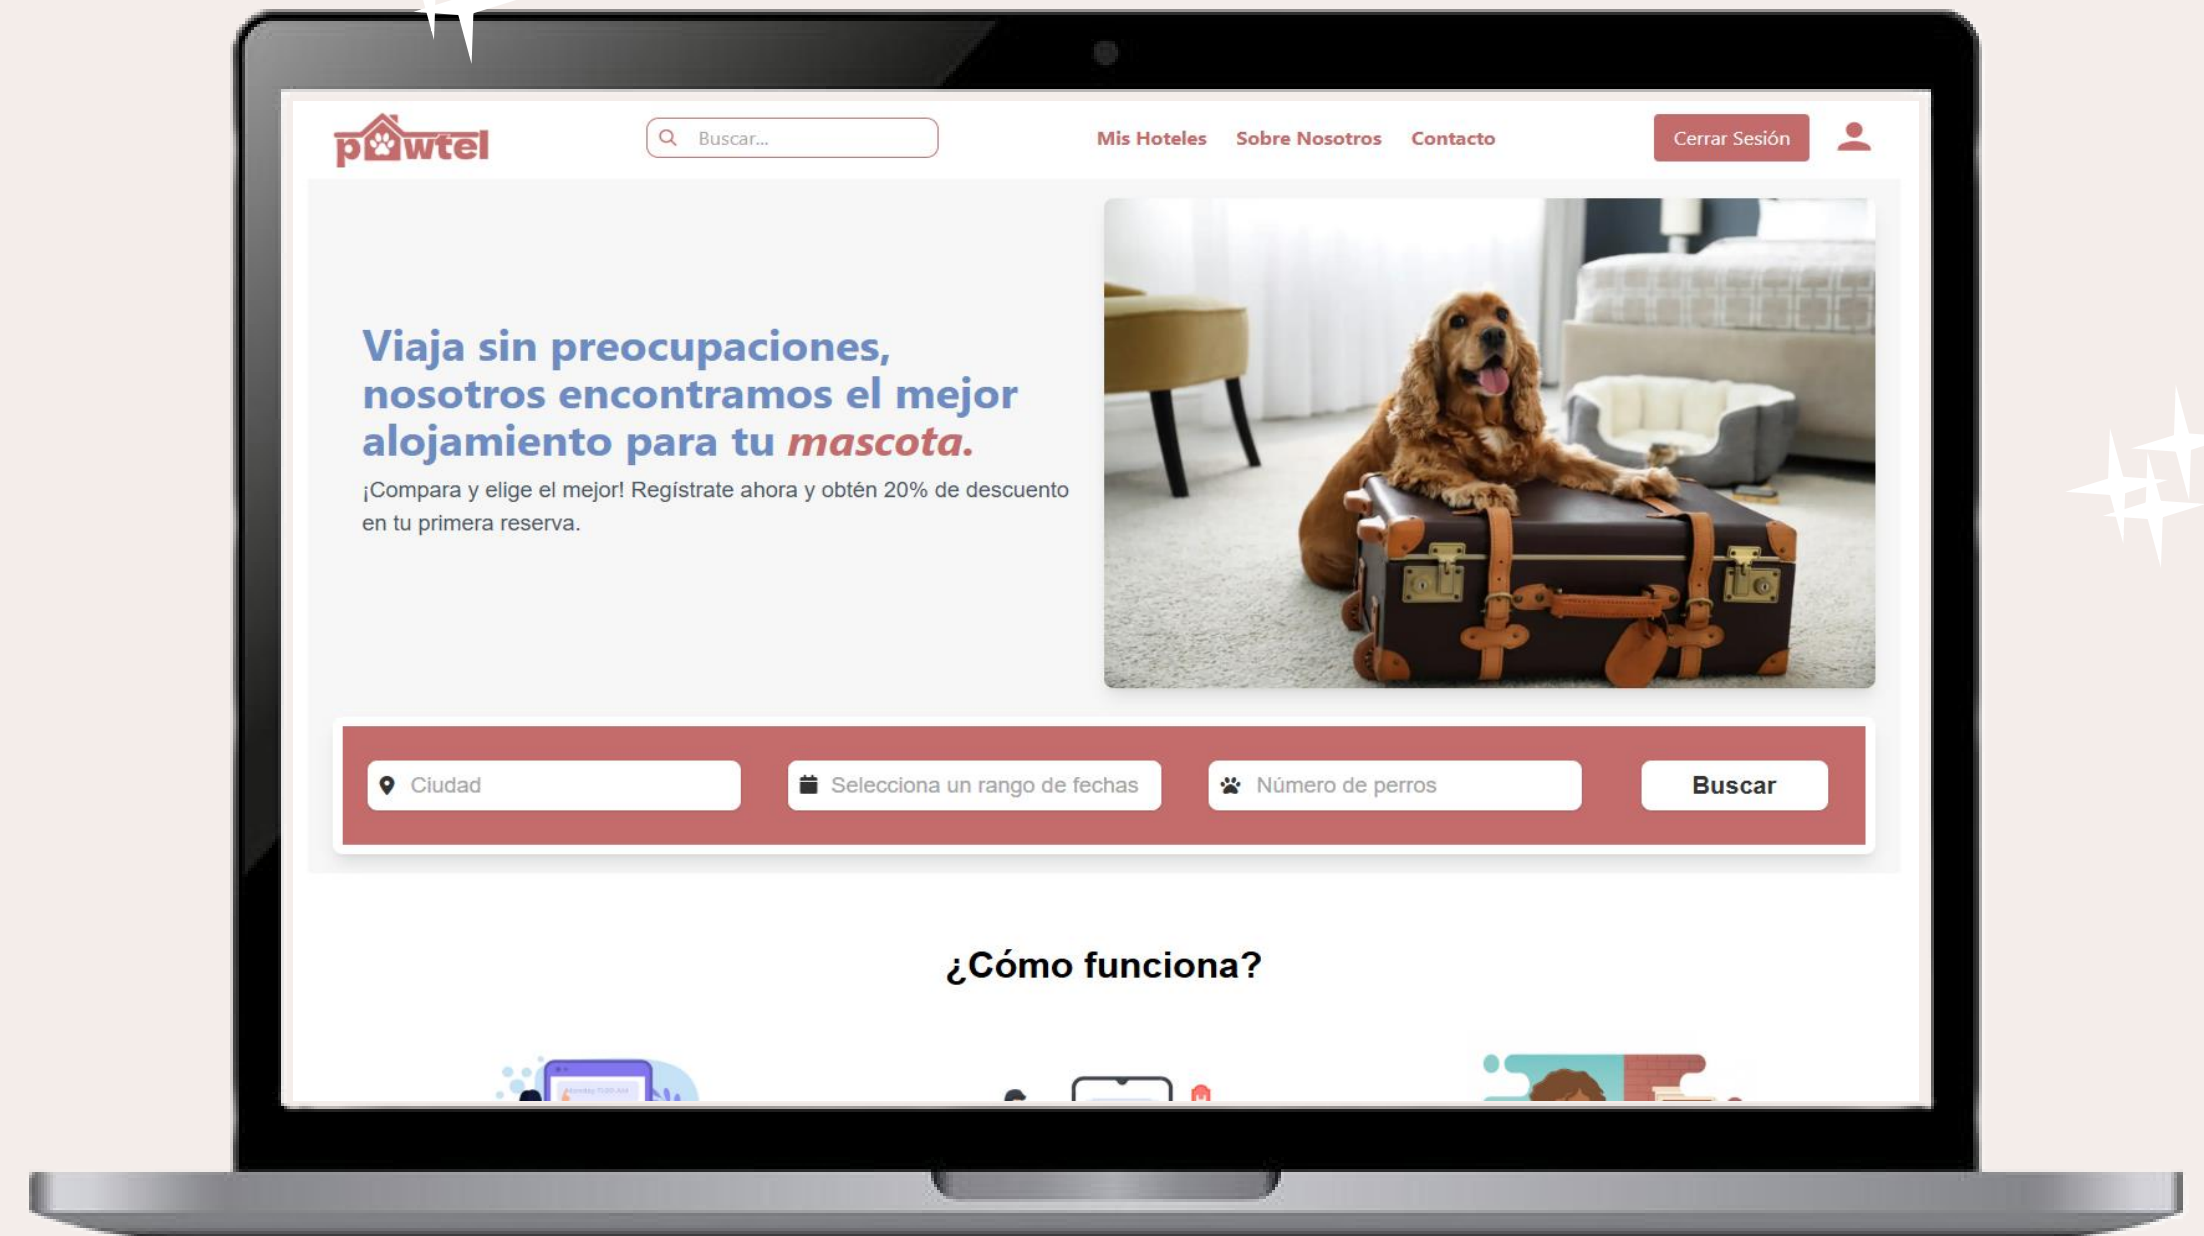 pawtel
Buscar...
Mis Hoteles Sobre Nosotros Contacto
Cerrar Sesión
Viaja sin preocupaciones,
nosotros encontramos el mejor
alojamiento para tu mascota.
¡Compara y elige el mejor! Regístrate ahora y obtén 20% de descuento
en tu primera reserva.
Ciudad
Selecciona un rango de fechas
Número de perros
Buscar
¿Cómo funciona?